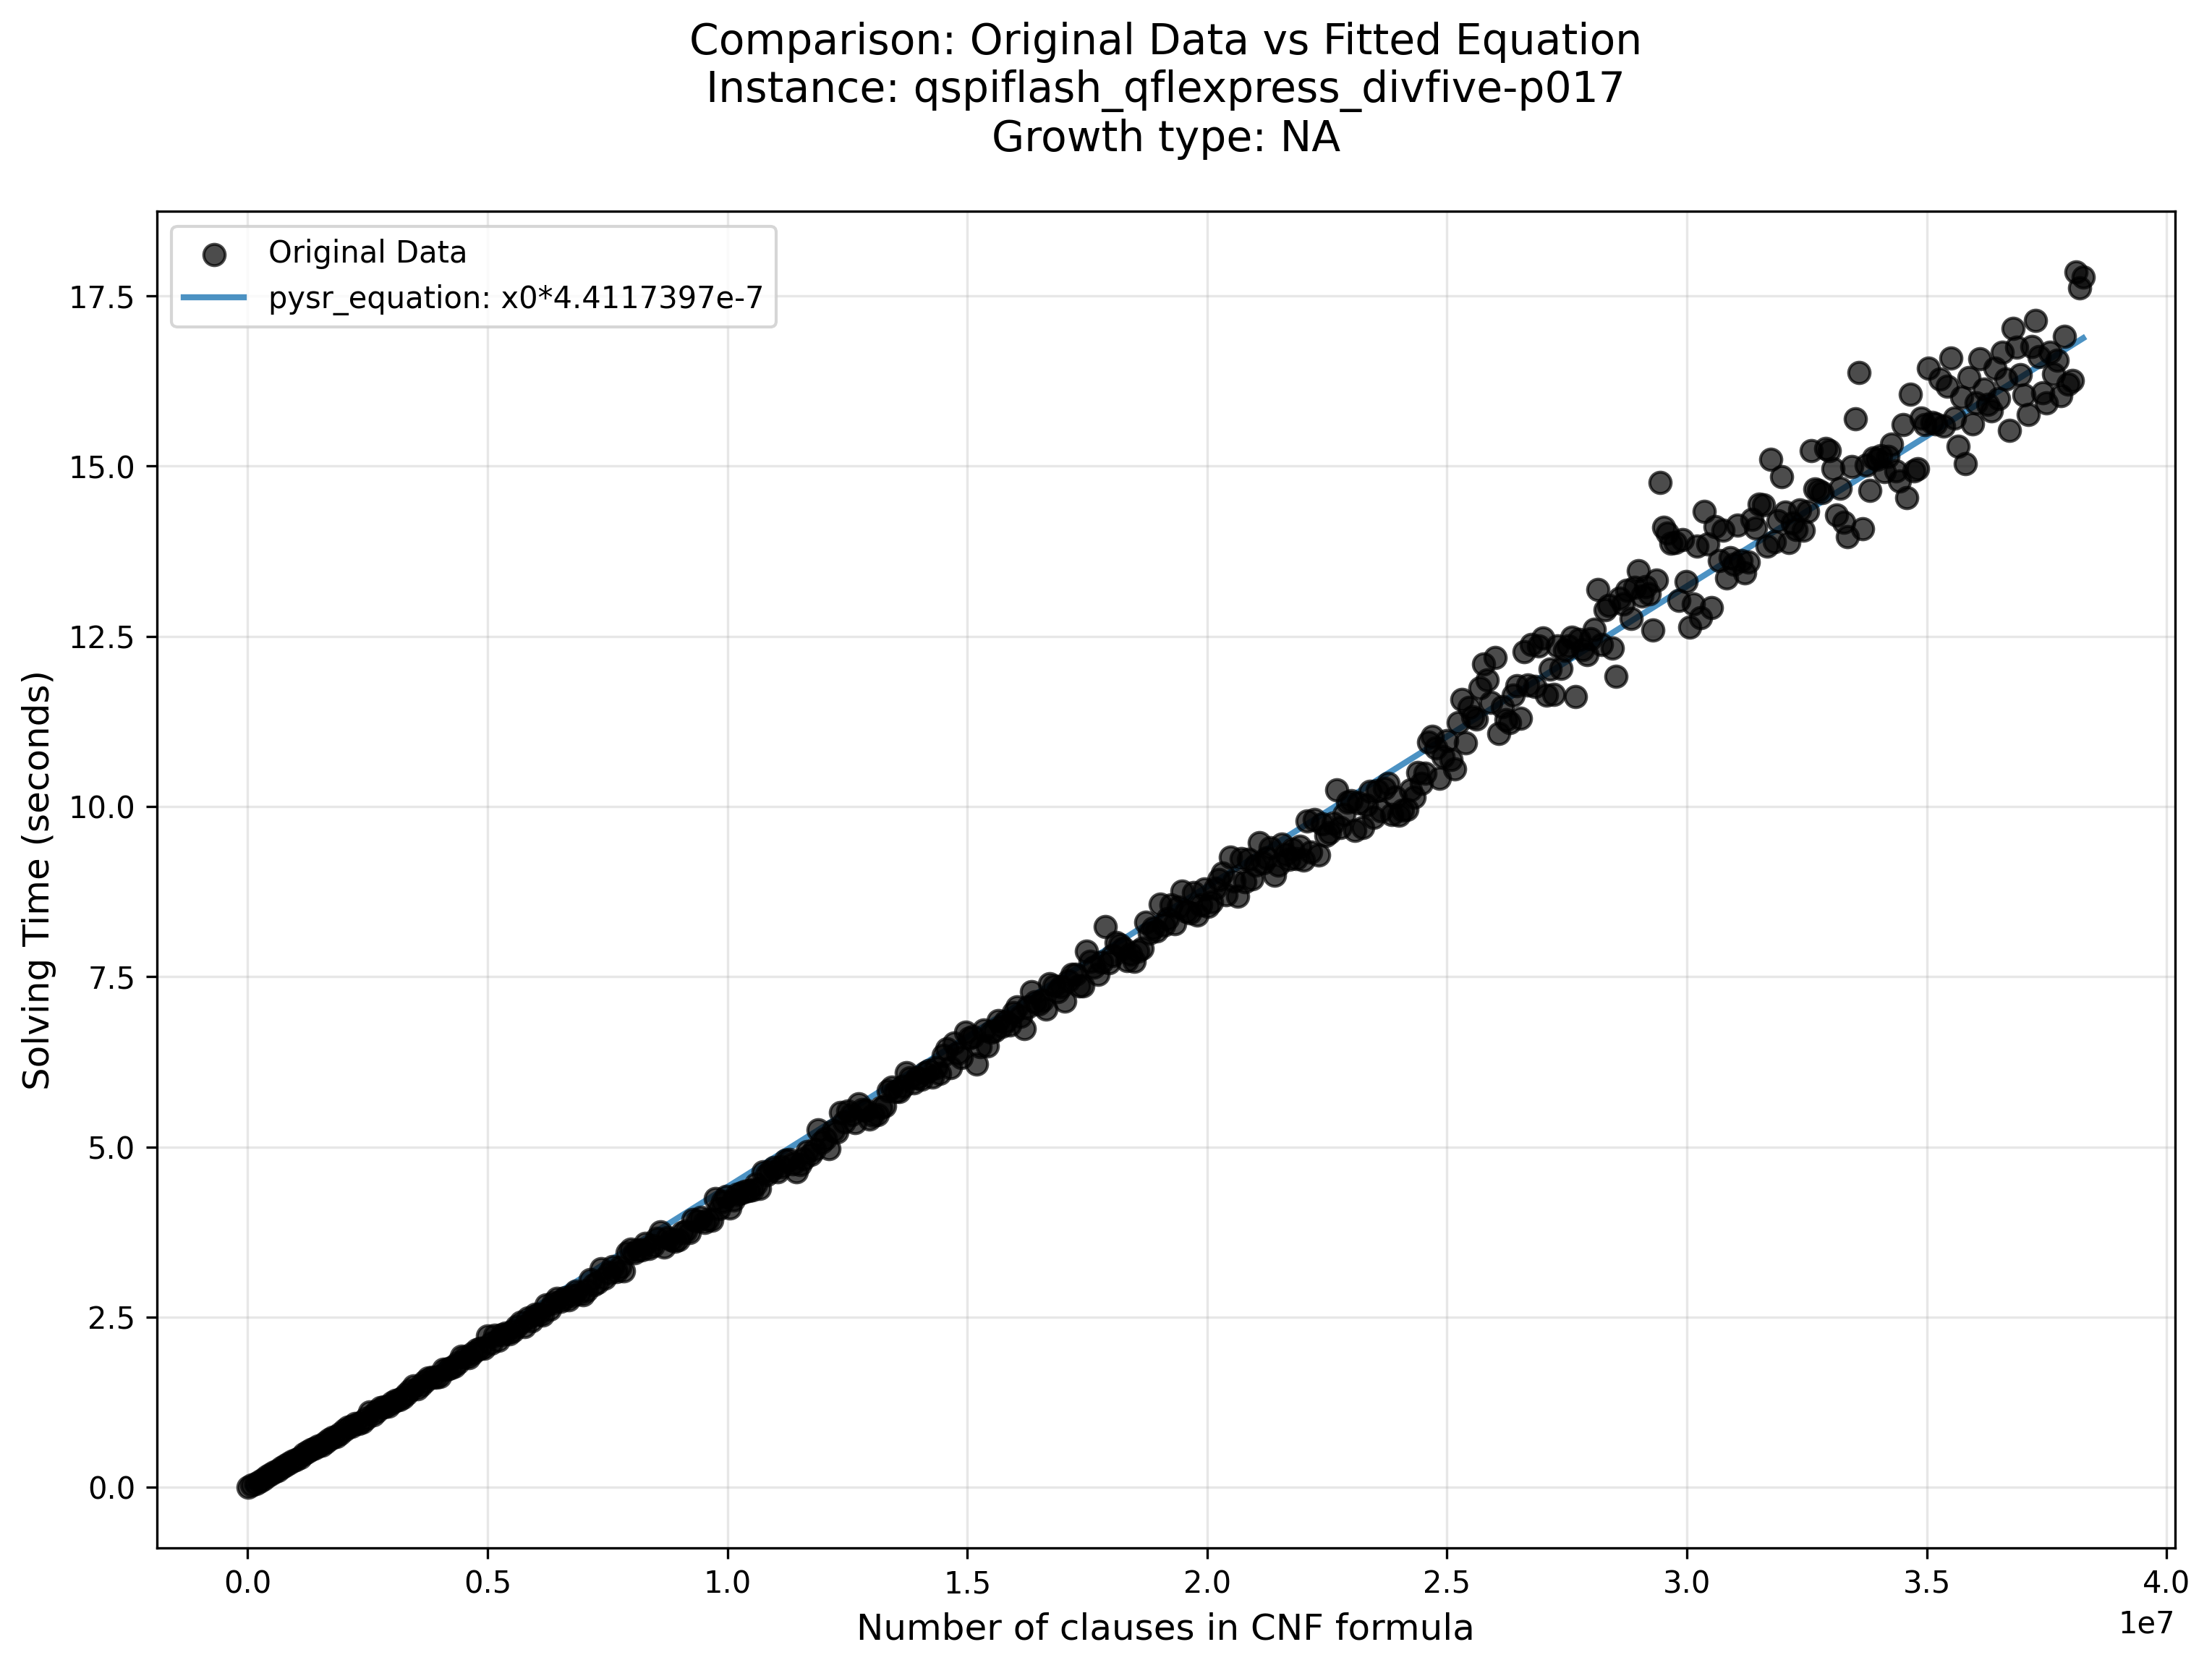 Comparison: Original Data vs Fitted Equation
Instance: qspiflash_qflexpress_divfive-p017
Growth type: NA
Original Data
pysr_equation: x0*4.4117397e-7
17.5
15.0
12.5
10.0
7.5
5.0
2.5
0.0
Solving Time (seconds)
0.0 0.5 1.0 1.5 2.0 2.5 3.0 3.5 4.0
1e7
Number of clauses in CNF formula